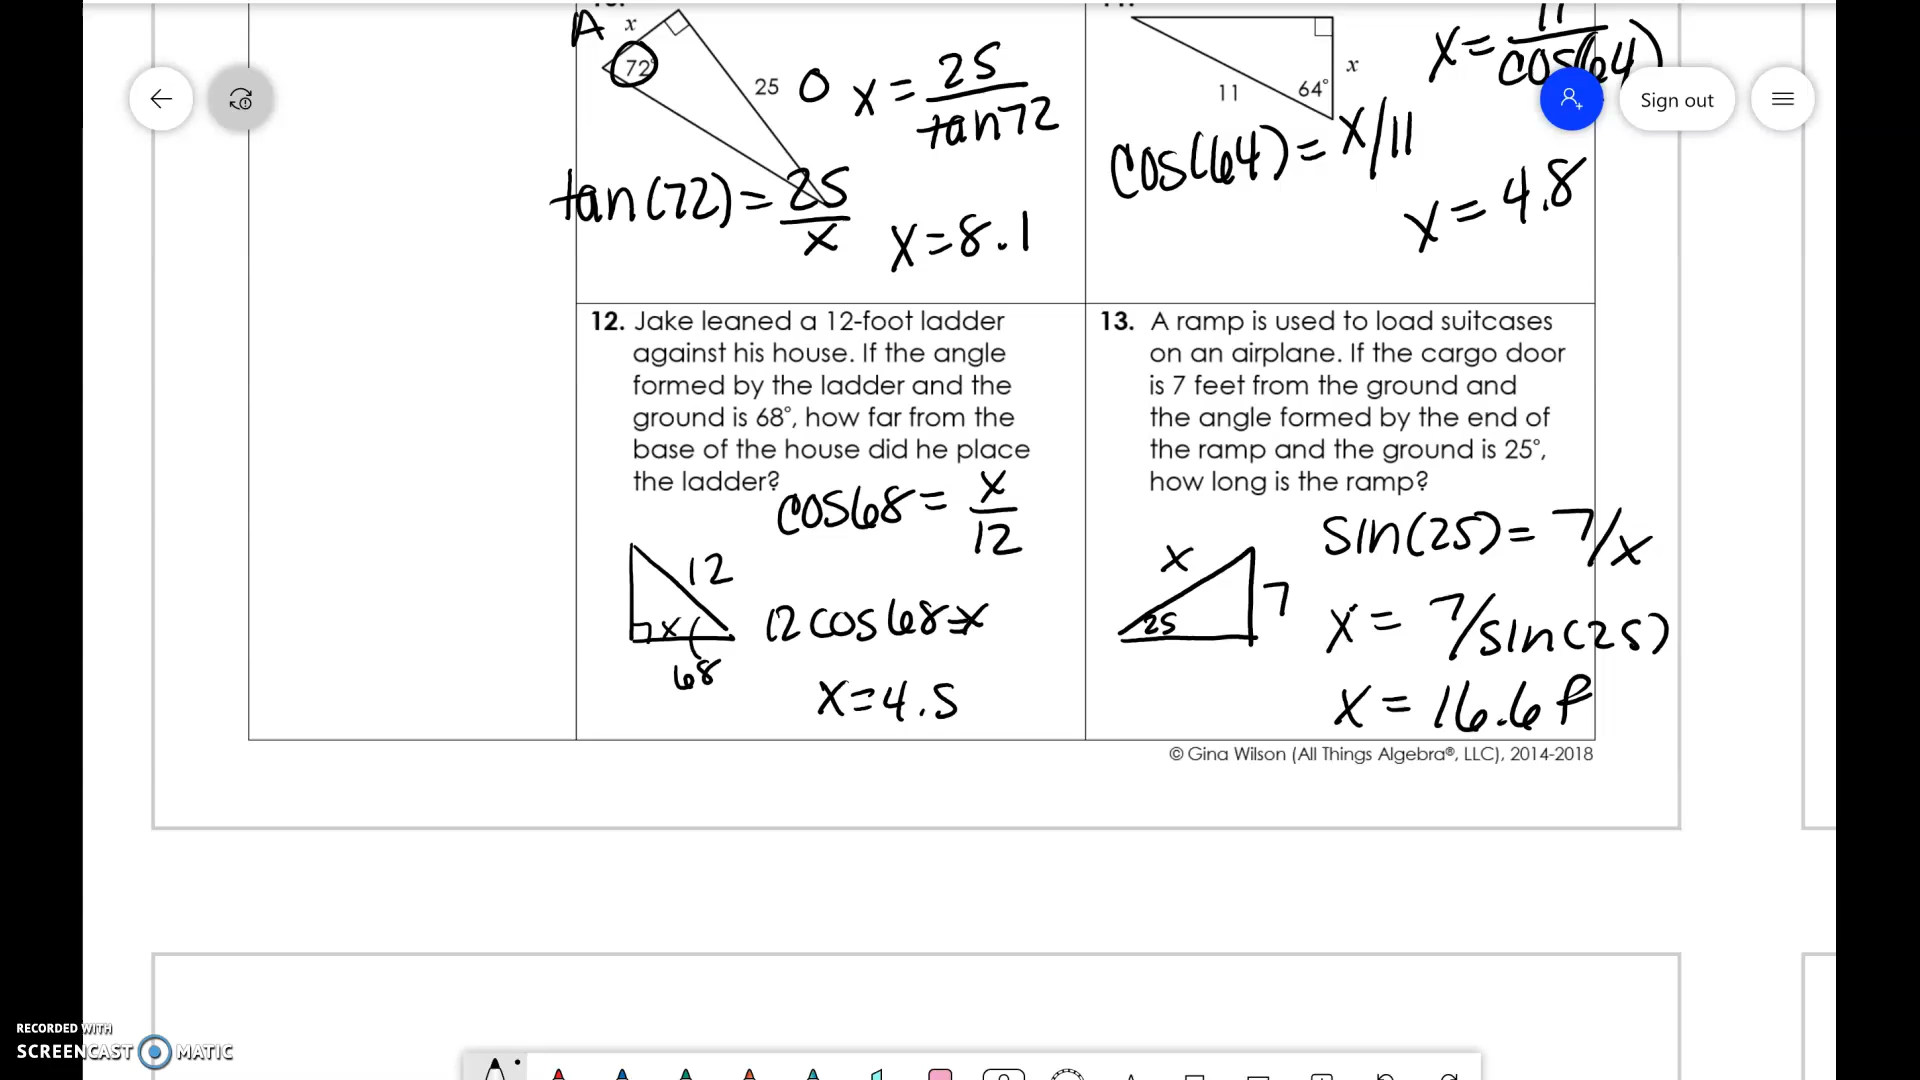 A x
72°
25 O
x = 25/tan72
tan(72) = 25/x
x = 8.1
x = 11/cos(64)
x
11 64°
cos(64) = x/11
x = 4.8
Sign out
12. Jake leaned a 12-foot ladder
against his house. If the angle
formed by the ladder and the
ground is 68°, how far from the
base of the house did he place
the ladder?
cos68 = x/12
12
x
68
12cos68=x
x=4.5
13. A ramp is used to load suitcases
on an airplane. If the cargo door
is 7 feet from the ground and
the angle formed by the end of
the ramp and the ground is 25°,
how long is the ramp?
sin(25) = 7/x
x
7
25
x = 7/sin(25)
x = 16.6 f
© Gina Wilson (All Things Algebra®, LLC), 2014-2018
RECORDED WITH
SCREENCAST MATIC